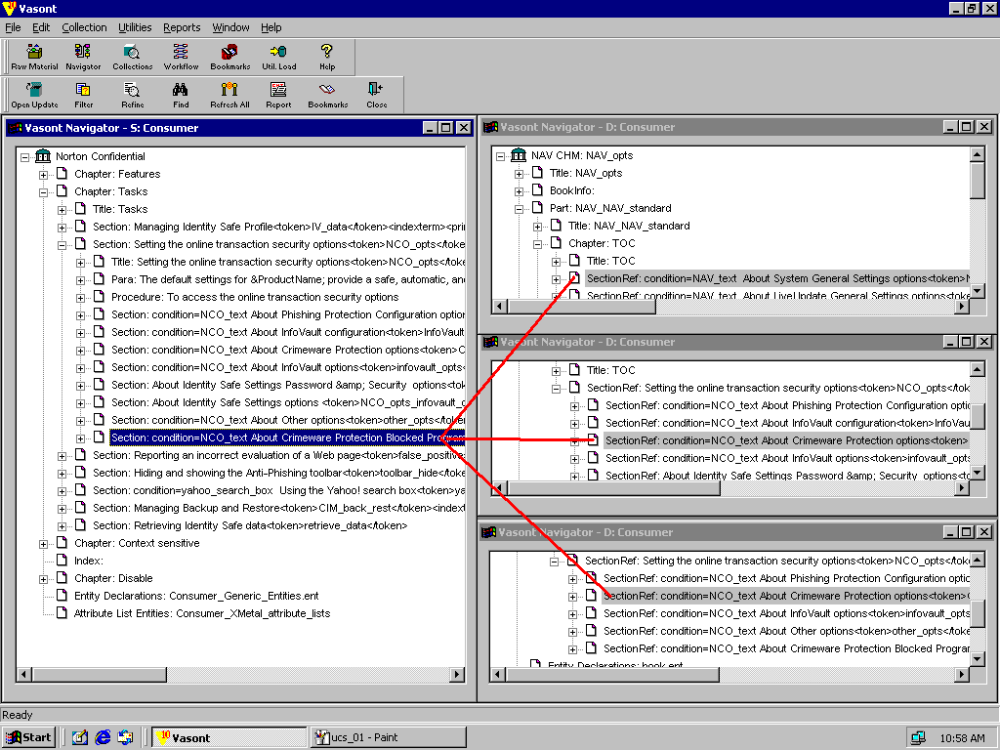 Vasont
File Edit Collection Utilities Reports Window Help
Raw Material Navigator Collections Workflow Bookmarks Util. Load Help
Open Update Filter Refine Find Refresh All Report Bookmarks Close
Vasont Navigator - S: Consumer
Norton Confidential
Chapter: Features
Chapter: Tasks
Title: Tasks
Section: Managing Identity Safe Profile<token>IV_data</token><indexterm><prin
Section: Setting the online transaction security options<token>NCO_opts</token
Title: Setting the online transaction security options<token>NCO_opts</token
Para: The default settings for &ProductName; provide a safe, automatic, and
Procedure: To access the online transaction security options
Section: condition=NCO_text About Phishing Protection Configuration option
Section: condition=NCO_text About InfoVault configuration<token>InfoVault
Section: condition=NCO_text About Crimeware Protection options<token>C
Section: condition=NCO_text About InfoVault options<token>infovault_opts<
Section: About Identity Safe Settings Password &amp; Security options<tok
Section: About Identity Safe Settings options <token>NCO_opts_infovault_o
Section: condition=NCO_text About Other options<token>other_opts</token
Section: condition=NCO_text About Crimeware Protection Blocked Program
Section: Reporting an incorrect evaluation of a Web page<token>false_positive<
Section: Hiding and showing the Anti-Phishing toolbar<token>toolbar_hide</token
Section: condition=yahoo_search_box Using the Yahoo! search box<token>ya
Section: Managing Backup and Restore<token>CIM_back_rest</token><index
Section: Retrieving Identity Safe data<token>retrieve_data</token>
Chapter: Context sensitive
Index:
Chapter: Disable
Entity Declarations: Consumer_Generic_Entities.ent
Attribute List Entities: Consumer_XMetal_attribute_lists
Vasont Navigator - D: Consumer
NAV CHM: NAV_opts
Title: NAV_opts
BookInfo:
Part: NAV_NAV_standard
Title: NAV_NAV_standard
Chapter: TOC
Title: TOC
SectionRef: condition=NAV_text About System General Settings options<token>N
SectionRef: condition=NAV_text About LiveUpdate General Settings options<toke
Vasont Navigator - D: Consumer
Title: TOC
SectionRef: Setting the online transaction security options<token>NCO_opts</tok
SectionRef: condition=NCO_text About Phishing Protection Configuration optio
SectionRef: condition=NCO_text About InfoVault configuration<token>InfoVau
SectionRef: condition=NCO_text About Crimeware Protection options<token>
SectionRef: condition=NCO_text About InfoVault options<token>infovault_opt
SectionRef: About Identity Safe Settings Password &amp; Security options<to
Vasont Navigator - D: Consumer
SectionRef: Setting the online transaction security options<token>NCO_opts</tok
SectionRef: condition=NCO_text About Phishing Protection Configuration optic
SectionRef: condition=NCO_text About Crimeware Protection options<token>C
SectionRef: condition=NCO_text About InfoVault options<token>infovault_opts
SectionRef: condition=NCO_text About Other options<token>other_opts</tok
SectionRef: condition=NCO_text About Crimeware Protection Blocked Progran
Entity Declarations: book.ent
Ready
Start Vasont ucs_01 - Paint 10:58 AM